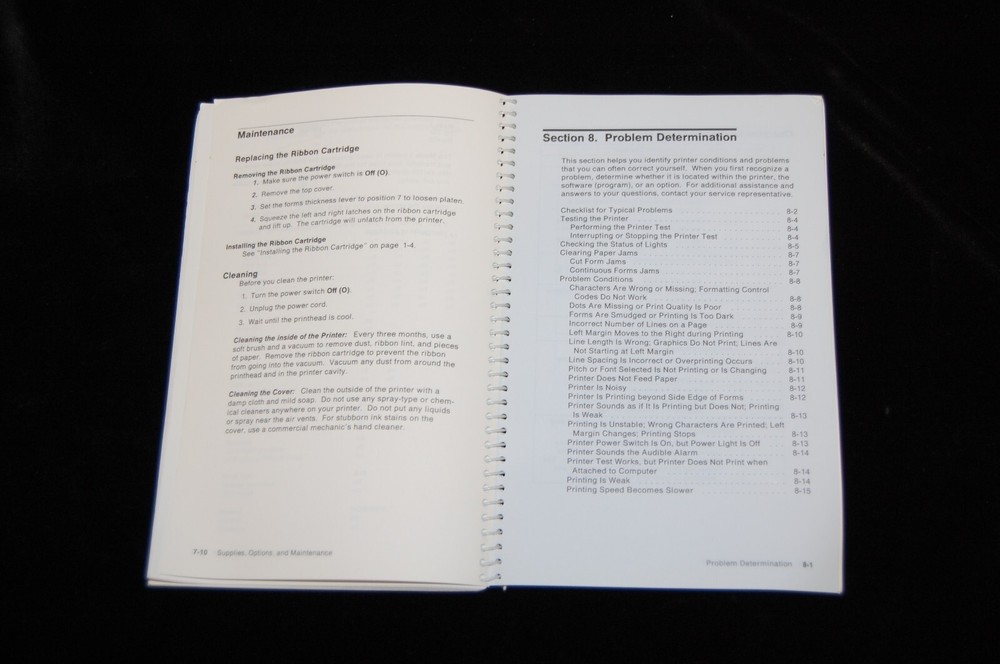 Maintenance
Replacing the Ribbon Cartridge
Removing the Ribbon Cartridge
1. Make sure the power switch is Off (O).
2. Remove the top cover.
3. Set the forms thickness lever to position 7 to loosen platen.
4. Squeeze the left and right latches on the ribbon cartridge
and lift up. The cartridge will unlatch from the printer.
Installing the Ribbon Cartridge
See "Installing the Ribbon Cartridge" on page 1-4.
Cleaning
Before you clean the printer:
1. Turn the power switch Off (O).
2. Unplug the power cord.
3. Wait until the printhead is cool.
Cleaning the inside of the Printer: Every three months, use a
soft brush and a vacuum to remove dust, ribbon lint, and pieces
of paper. Remove the ribbon cartridge to prevent the ribbon
from going into the vacuum. Vacuum any dust from around the
printhead and in the printer cavity.
Cleaning the Cover: Clean the outside of the printer with a
damp cloth and mild soap. Do not use any spray-type or chem-
ical cleaners anywhere on your printer. Do not put any liquids
or spray near the air vents. For stubborn ink stains on the
cover, use a commercial mechanic's hand cleaner.
7-10 Supplies, Options, and Maintenance
Section 8. Problem Determination
This section helps you identify printer conditions and problems
that you can often correct yourself. When you first recognize a
problem, determine whether it is located within the printer, the
software (program), or an option. For additional assistance and
answers to your questions, contact your service representative.
Checklist for Typical Problems 8-2
Testing the Printer 8-4
Performing the Printer Test 8-4
Interrupting or Stopping the Printer Test 8-4
Checking the Status of Lights 8-5
Clearing Paper Jams 8-7
Cut Form Jams 8-7
Continuous Forms Jams 8-7
Problem Conditions 8-8
Characters Are Wrong or Missing; Formatting Control
Codes Do Not Work 8-8
Dots Are Missing or Print Quality Is Poor 8-8
Forms Are Smudged or Printing Is Too Dark 8-9
Incorrect Number of Lines on a Page 8-9
Left Margin Moves to the Right during Printing 8-10
Line Length Is Wrong; Graphics Do Not Print; Lines Are
Not Starting at Left Margin 8-10
Line Spacing Is Incorrect or Overprinting Occurs 8-10
Pitch or Font Selected Is Not Printing or Is Changing 8-11
Printer Does Not Feed Paper 8-11
Printer Is Noisy 8-12
Printer Is Printing beyond Side Edge of Forms 8-12
Printer Sounds as if It Is Printing but Does Not; Printing
Is Weak 8-13
Printing Is Unstable; Wrong Characters Are Printed; Left
Margin Changes; Printing Stops 8-13
Printer Power Switch Is On, but Power Light Is Off 8-13
Printer Sounds the Audible Alarm 8-14
Printer Test Works, but Printer Does Not Print when
Attached to Computer 8-14
Printing Is Weak 8-14
Printing Speed Becomes Slower 8-15
Problem Determination 8-1